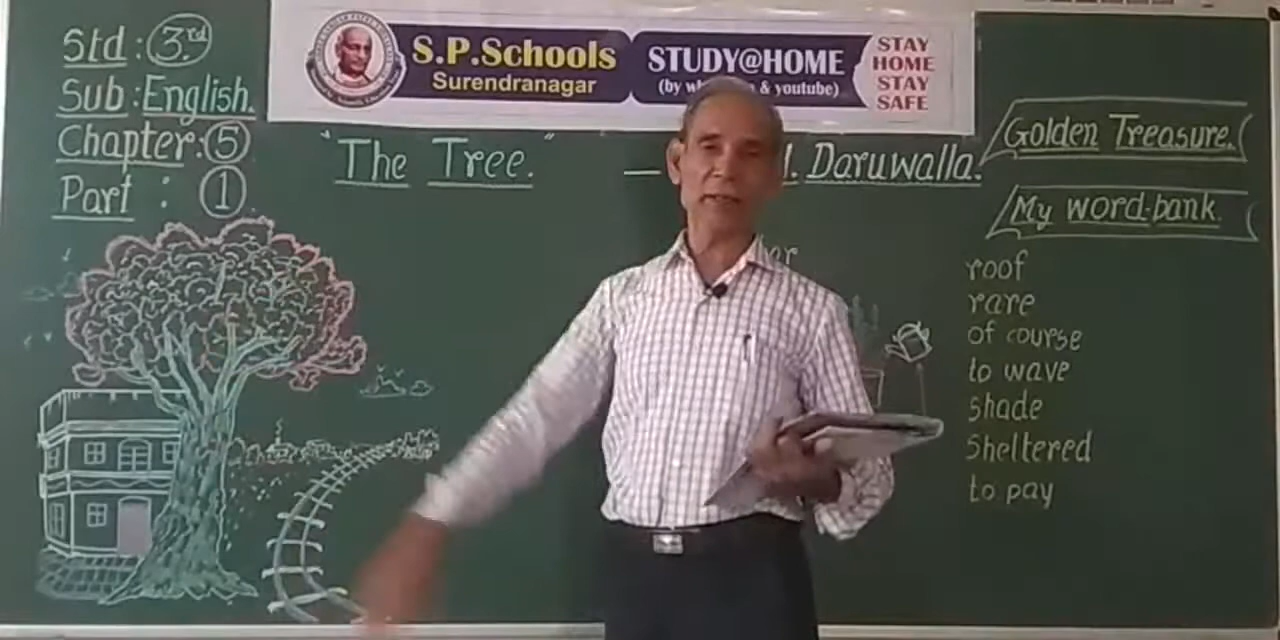 Std : 3rd
Sub : English.
Chapter : 5
Part : 1
S.P.Schools
Surendranagar
STUDY@HOME
& youtube)
STAY
HOME
STAY
SAFE
"The Tree."
— Daruwalla.
Golden Treasure.
My word-bank.
roof
rare
of course
to wave
shade
Sheltered
to pay